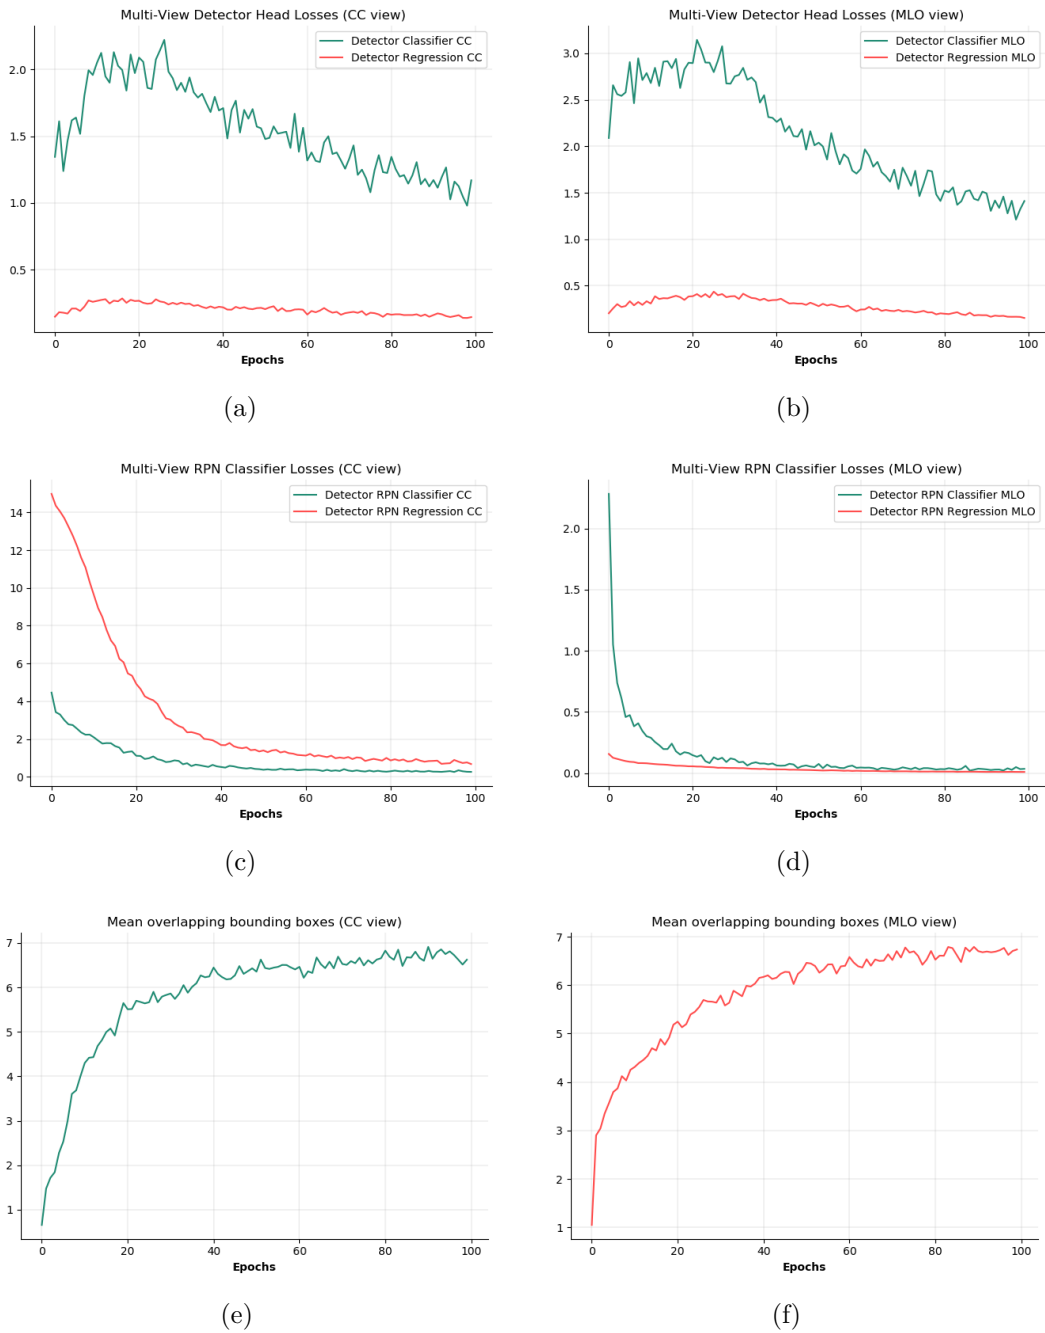 Multi-View Detector Head Losses (CC view)
Detector Classifier CC
Detector Regression CC
2.0
1.5
1.0
0.5
0
20
40
60
80
100
Epochs
(a)
Multi-View Detector Head Losses (MLO view)
Detector Classifier MLO
Detector Regression MLO
3.0
2.5
2.0
1.5
1.0
0.5
0
20
40
60
80
100
Epochs
(b)
Multi-View RPN Classifier Losses (CC view)
Detector RPN Classifier CC
Detector RPN Regression CC
14
12
10
8
6
4
2
0
0
20
40
60
80
100
Epochs
(c)
Multi-View RPN Classifier Losses (MLO view)
Detector RPN Classifier MLO
Detector RPN Regression MLO
2.0
1.5
1.0
0.5
0.0
0
20
40
60
80
100
Epochs
(d)
Mean overlapping bounding boxes (CC view)
7
6
5
4
3
2
1
0
20
40
60
80
100
Epochs
(e)
Mean overlapping bounding boxes (MLO view)
7
6
5
4
3
2
1
0
20
40
60
80
100
Epochs
(f)